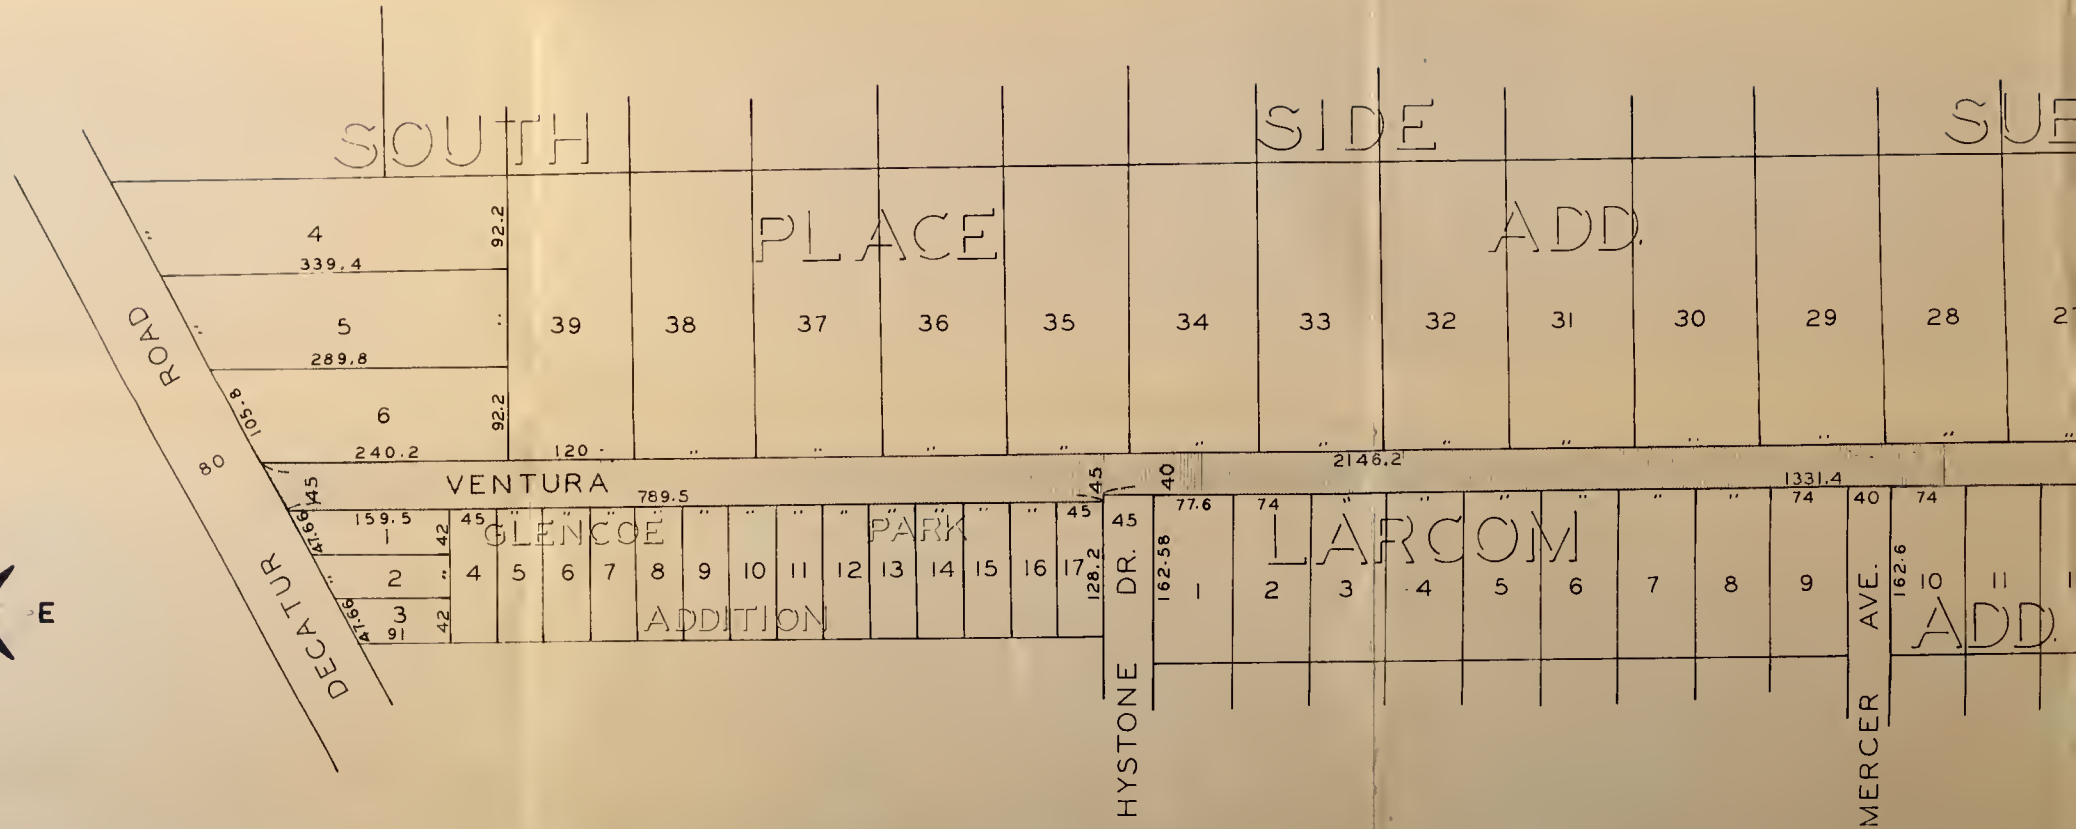 SOUTH SIDE SUB
PLACE ADD.
4
92.2
339.4
5
289.8
6
92.2
105.8
240.2
39 38 37 36 35 34 33 32 31 30 29 28 27
120 " " " " " " " " " " " "
ROAD
80
DECATUR
E
VENTURA
45
789.5
45
40
2146.2
1331.4
47.66
159.5
1
42
2
"
3
91
42
47.66
45 " " " " " " " " " " " " 45
GLENCOE PARK
4 5 6 7 8 9 10 11 12 13 14 15 16 17
ADDITION
128.2
45
HYSTONE DR.
162.58
77.6 74 " " " " " " 74
LARCOM
1 2 3 4 5 6 7 8 9
40
MERCER AVE.
74
162.6
10 11
ADD.